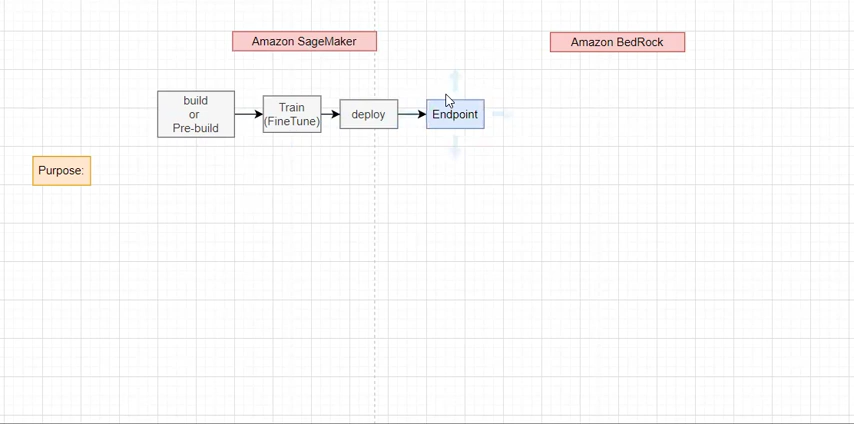 Amazon SageMaker
Amazon BedRock
build
or
Pre-build
Train
(FineTune)
deploy
Endpoint
Purpose: